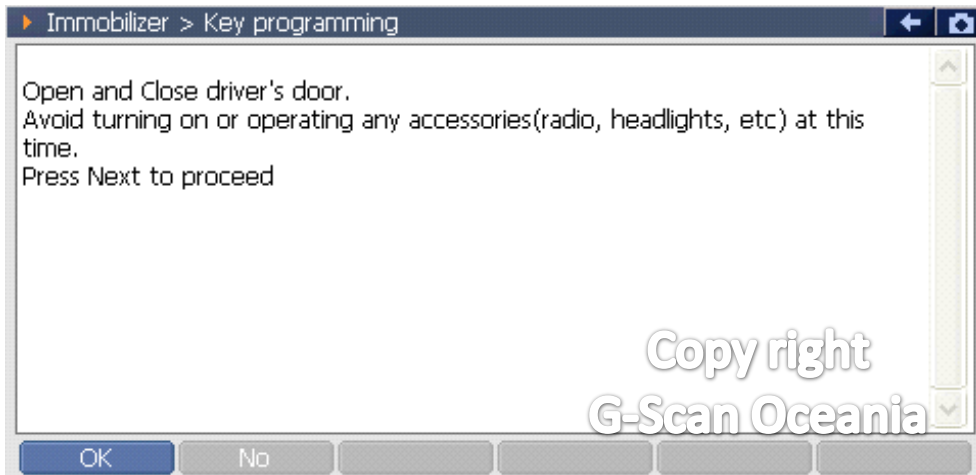 Immobilizer > Key programming
Open and Close driver's door.
Avoid turning on or operating any accessories(radio, headlights, etc) at this
time.
Press Next to proceed
Copy right
G-Scan Oceania
OK
No